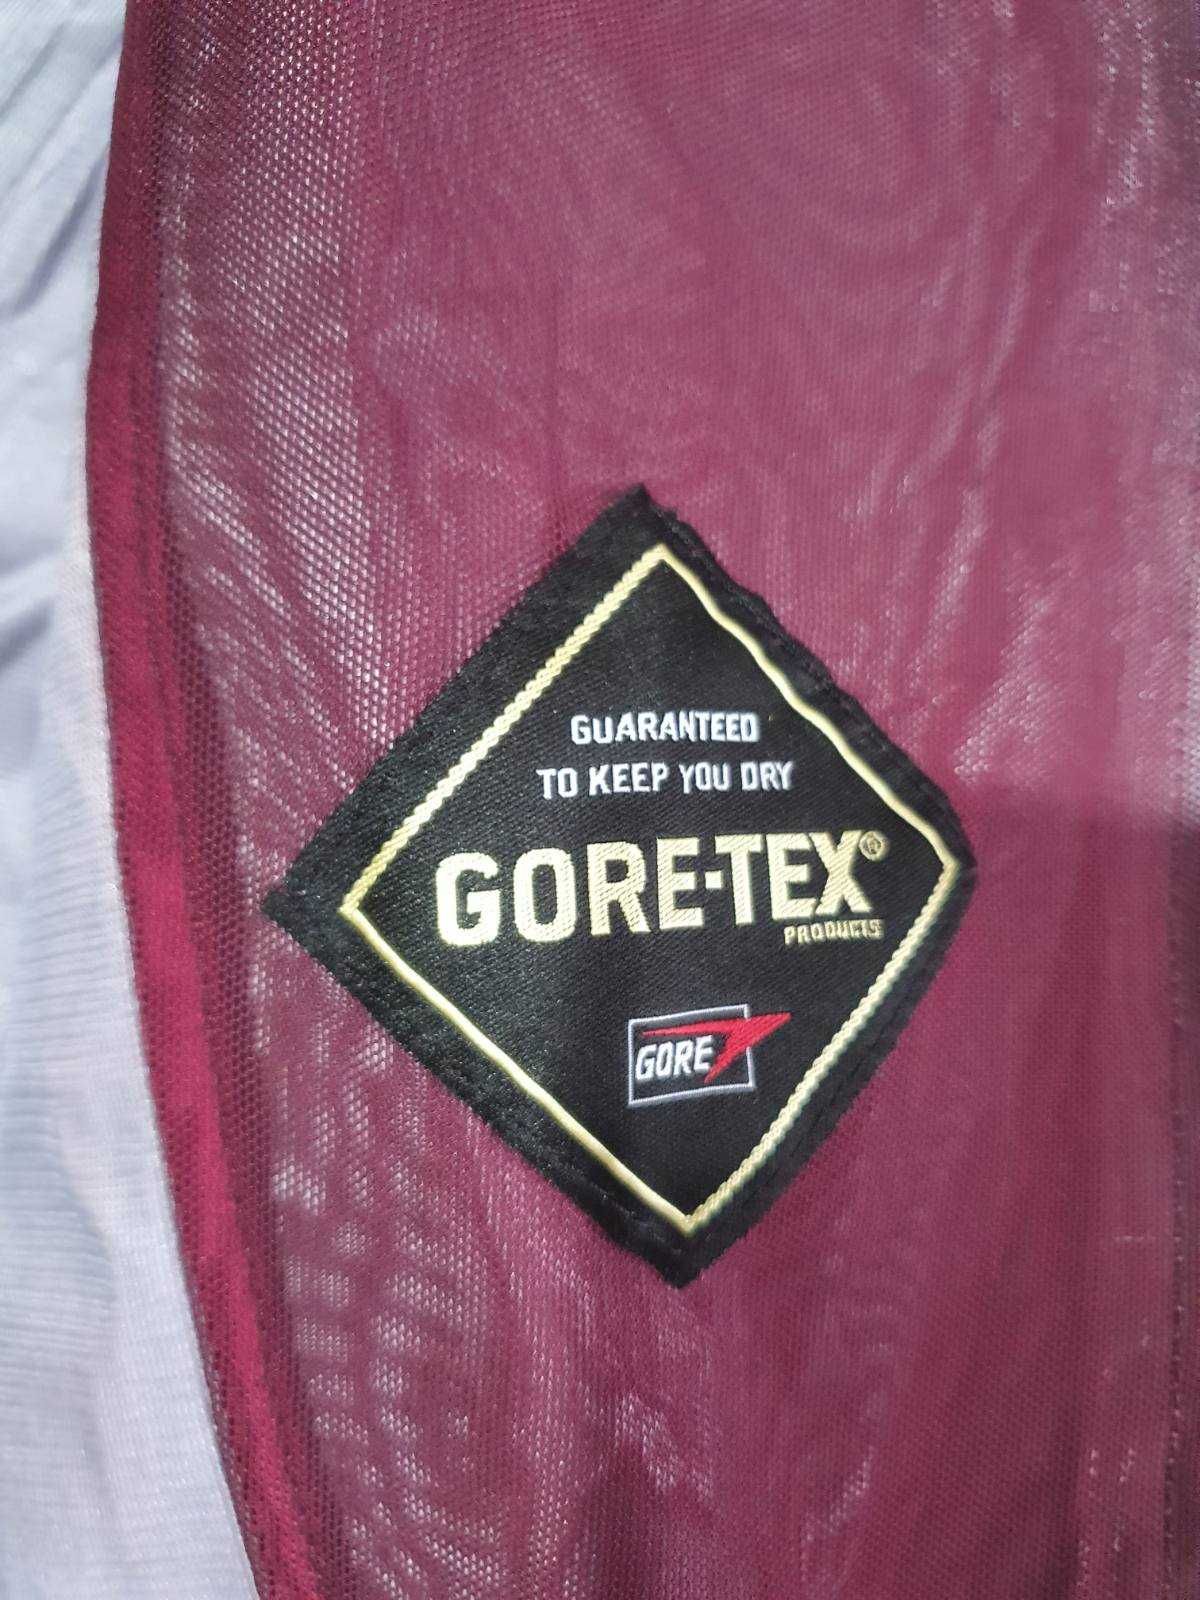 GUARANTEED
TO KEEP YOU DRY
GORE-TEX®
PRODUCTS
GORE